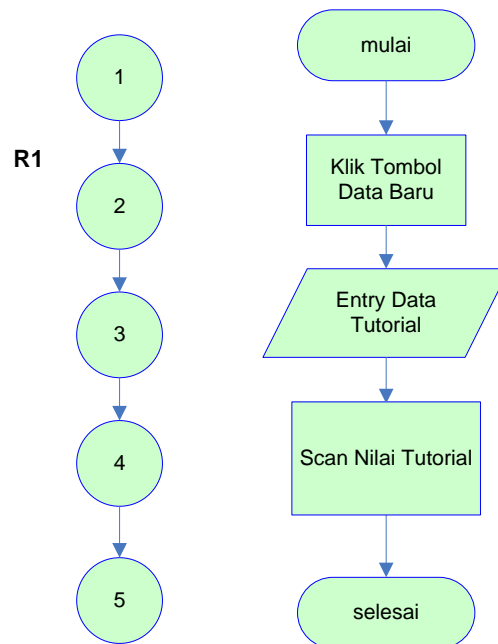 1
R1
2
3
4
5
mulai
Klik Tombol
Data Baru
Entry Data
Tutorial
Scan Nilai Tutorial
selesai